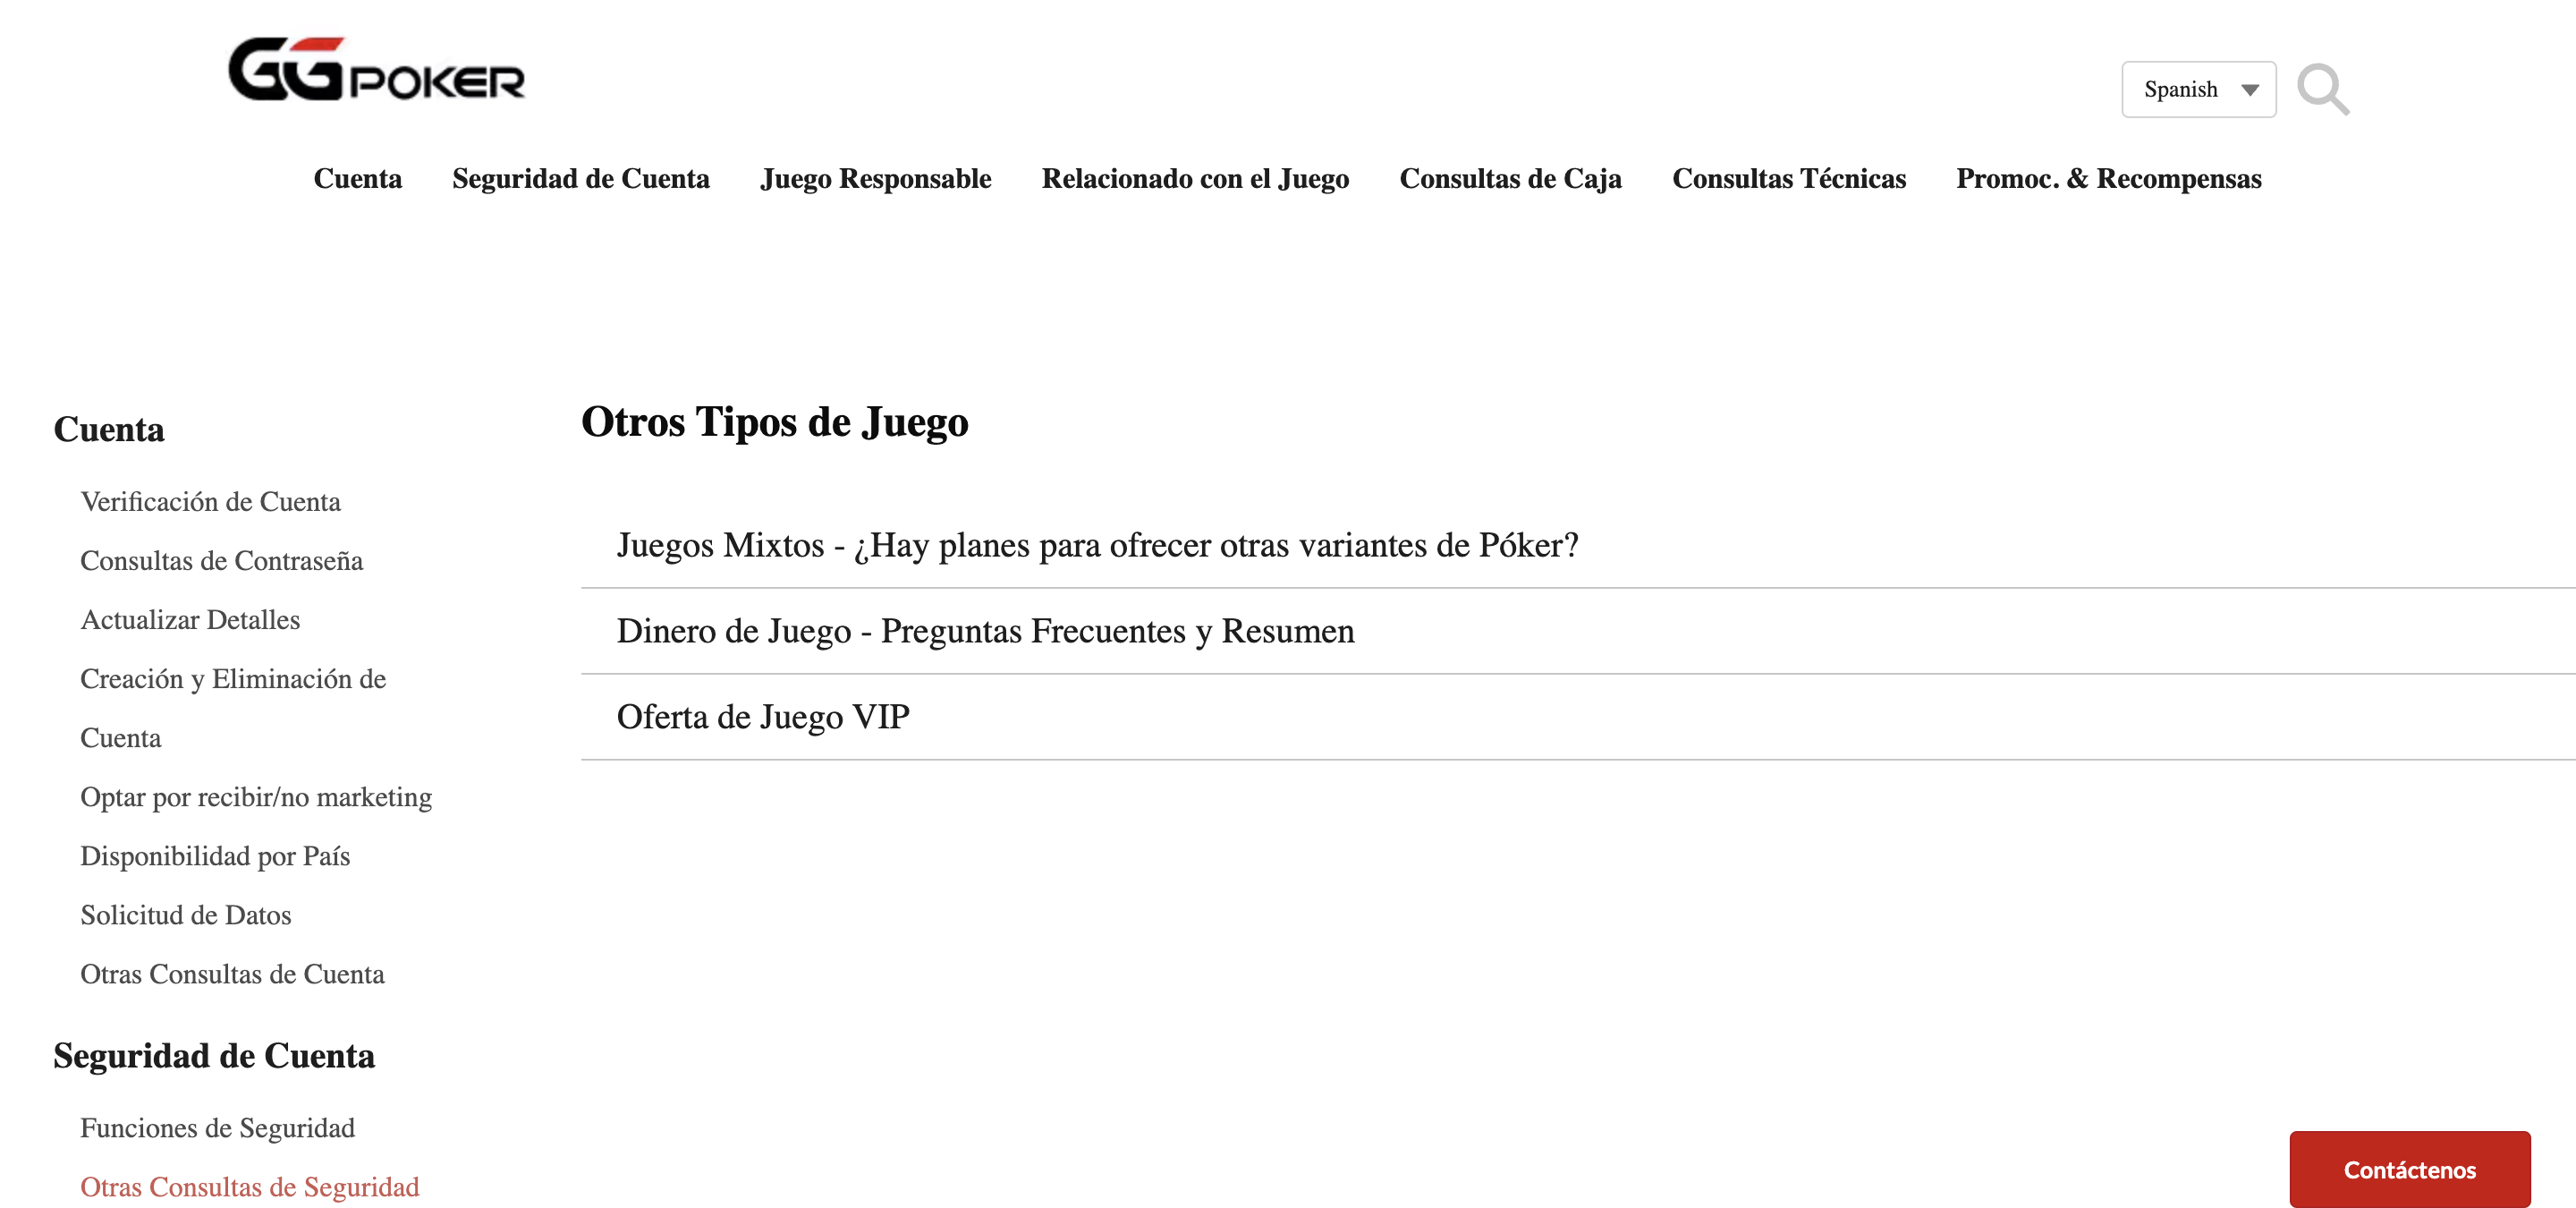 GGPOKER
Spanish
Cuenta
Seguridad de Cuenta
Juego Responsable
Relacionado con el Juego
Consultas de Caja
Consultas Técnicas
Promoc. & Recompensas
Cuenta
Verificación de Cuenta
Consultas de Contraseña
Actualizar Detalles
Creación y Eliminación de
Cuenta
Optar por recibir/no marketing
Disponibilidad por País
Solicitud de Datos
Otras Consultas de Cuenta
Seguridad de Cuenta
Funciones de Seguridad
Otras Consultas de Seguridad
Otros Tipos de Juego
Juegos Mixtos - ¿Hay planes para ofrecer otras variantes de Póker?
Dinero de Juego - Preguntas Frecuentes y Resumen
Oferta de Juego VIP
Contáctenos